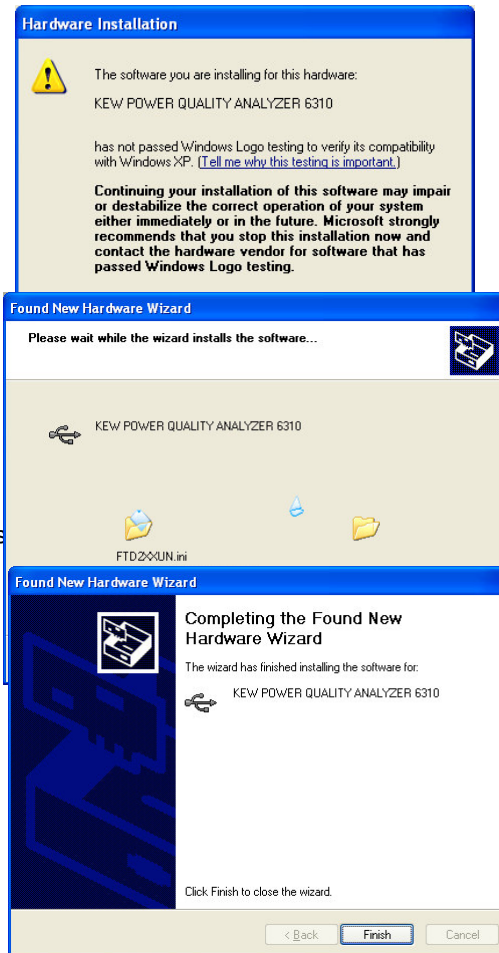 Hardware Installation
The software you are installing for this hardware:
KEW POWER QUALITY ANALYZER 6310
has not passed Windows Logo testing to verify its compatibility
with Windows XP. (Tell me why this testing is important.)
Continuing your installation of this software may impair
or destabilize the correct operation of your system
either immediately or in the future. Microsoft strongly
recommends that you stop this installation now and
contact the hardware vendor for software that has
passed Windows Logo testing.
Found New Hardware Wizard
Please wait while the wizard installs the software...
KEW POWER QUALITY ANALYZER 6310
s
FTD2XXUN.ini
Found New Hardware Wizard
Completing the Found New
Hardware Wizard
The wizard has finished installing the software for:
KEW POWER QUALITY ANALYZER 6310
Click Finish to close the wizard.
< Back Finish Cancel